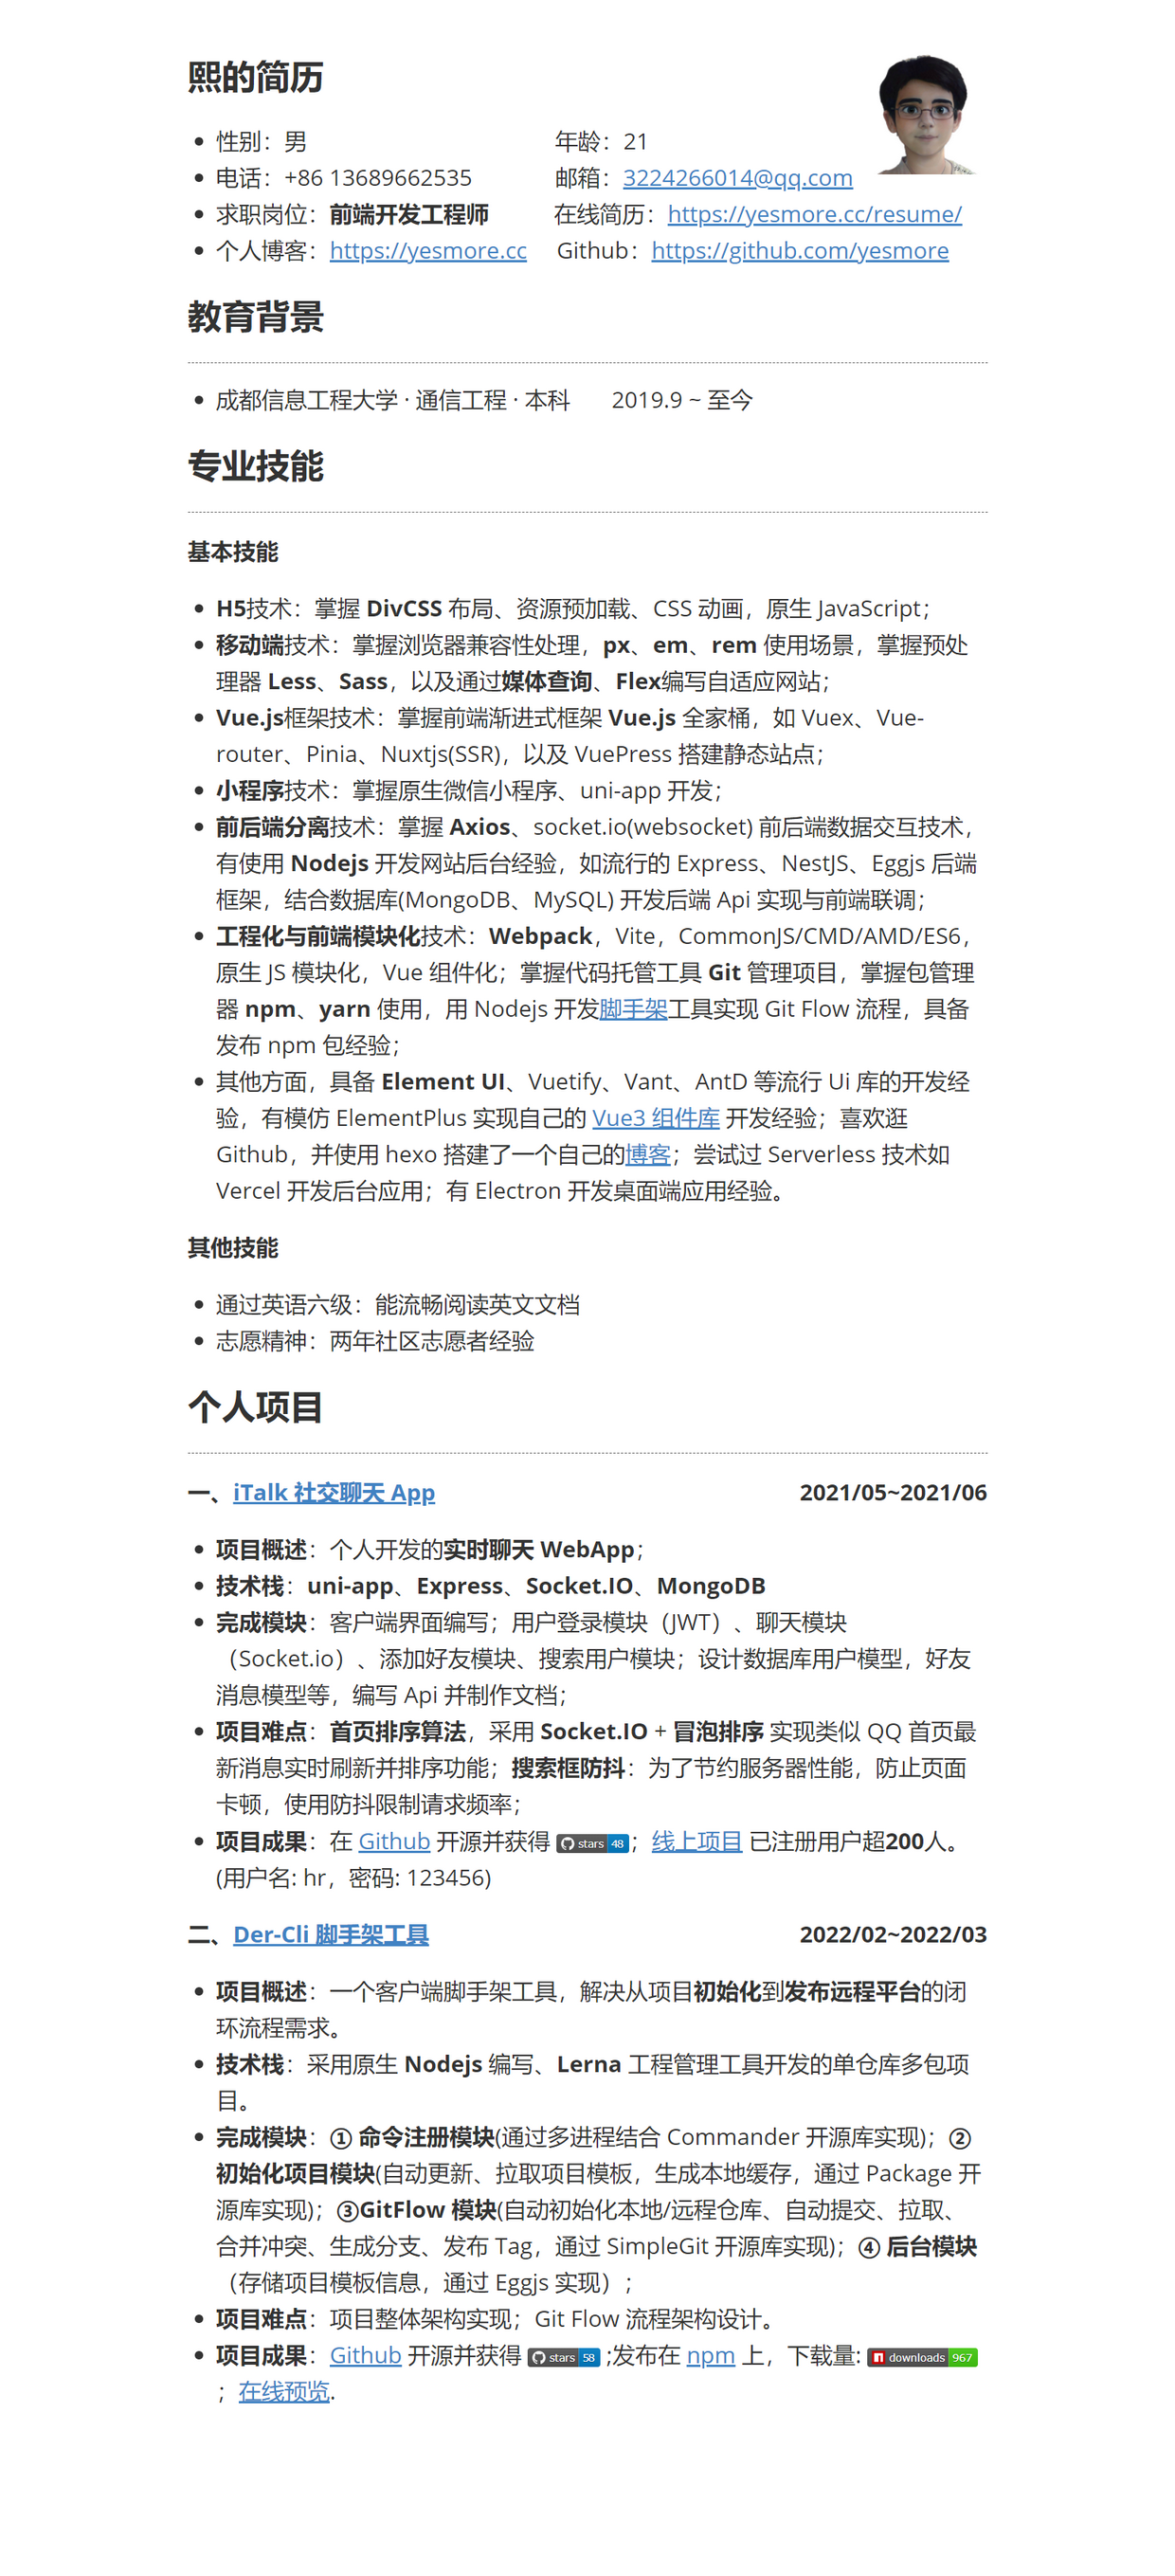 熙的简历
性别：男 年龄：21
电话：+86 13689662535 邮箱：3224266014@qq.com
求职岗位：前端开发工程师 在线简历：https://yesmore.cc/resume/
个人博客：https://yesmore.cc Github：https://github.com/yesmore
教育背景
成都信息工程大学 · 通信工程 · 本科 2019.9 ~ 至今
专业技能
基本技能
H5技术：掌握 DivCSS 布局、资源预加载、CSS 动画，原生 JavaScript；
移动端技术：掌握浏览器兼容性处理，px、em、rem 使用场景，掌握预处
理器 Less、Sass，以及通过媒体查询、Flex编写自适应网站；
Vue.js框架技术：掌握前端渐进式框架 Vue.js 全家桶，如 Vuex、Vue-
router、Pinia、Nuxtjs(SSR)，以及 VuePress 搭建静态站点；
小程序技术：掌握原生微信小程序、uni-app 开发；
前后端分离技术：掌握 Axios、socket.io(websocket) 前后端数据交互技术，
有使用 Nodejs 开发网站后台经验，如流行的 Express、NestJS、Eggjs 后端
框架，结合数据库(MongoDB、MySQL) 开发后端 Api 实现与前端联调；
工程化与前端模块化技术：Webpack，Vite，CommonJS/CMD/AMD/ES6，
原生 JS 模块化，Vue 组件化；掌握代码托管工具 Git 管理项目，掌握包管理
器 npm、yarn 使用，用 Nodejs 开发脚手架工具实现 Git Flow 流程，具备
发布 npm 包经验；
其他方面，具备 Element UI、Vuetify、Vant、AntD 等流行 Ui 库的开发经
验，有模仿 ElementPlus 实现自己的 Vue3 组件库 开发经验；喜欢逛
Github，并使用 hexo 搭建了一个自己的博客；尝试过 Serverless 技术如
Vercel 开发后台应用；有 Electron 开发桌面端应用经验。
其他技能
通过英语六级：能流畅阅读英文文档
志愿精神：两年社区志愿者经验
个人项目
一、iTalk 社交聊天 App 2021/05~2021/06
项目概述：个人开发的实时聊天 WebApp；
技术栈：uni-app、Express、Socket.IO、MongoDB
完成模块：客户端界面编写；用户登录模块（JWT）、聊天模块
（Socket.io）、添加好友模块、搜索用户模块；设计数据库用户模型，好友
消息模型等，编写 Api 并制作文档；
项目难点：首页排序算法，采用 Socket.IO + 冒泡排序 实现类似 QQ 首页最
新消息实时刷新并排序功能；搜索框防抖：为了节约服务器性能，防止页面
卡顿，使用防抖限制请求频率；
项目成果：在 Github 开源并获得 stars 48；线上项目 已注册用户超200人。
(用户名: hr，密码: 123456)
二、Der-Cli 脚手架工具 2022/02~2022/03
项目概述：一个客户端脚手架工具，解决从项目初始化到发布远程平台的闭
环流程需求。
技术栈：采用原生 Nodejs 编写、Lerna 工程管理工具开发的单仓库多包项
目。
完成模块：① 命令注册模块(通过多进程结合 Commander 开源库实现)；②
初始化项目模块(自动更新、拉取项目模板，生成本地缓存，通过 Package 开
源库实现)；③GitFlow 模块(自动初始化本地/远程仓库、自动提交、拉取、
合并冲突、生成分支、发布 Tag，通过 SimpleGit 开源库实现)；④ 后台模块
（存储项目模板信息，通过 Eggjs 实现）;
项目难点：项目整体架构实现；Git Flow 流程架构设计。
项目成果：Github 开源并获得 stars 58 ;发布在 npm 上，下载量: downloads 967
；在线预览.